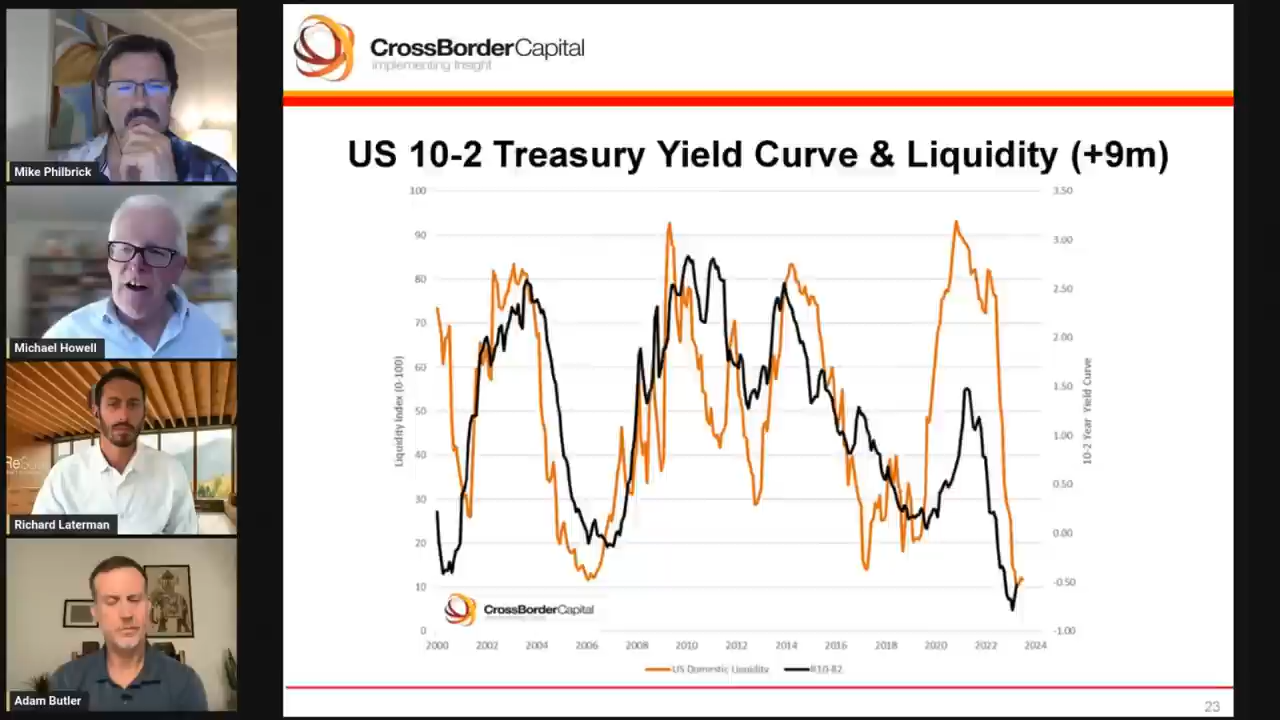 Mike Philbrick
Michael Howell
Richard Laterman
Adam Butler
CrossBorderCapital
Implementing Insight
US 10-2 Treasury Yield Curve & Liquidity (+9m)
100
90
80
70
60
50
40
30
20
10
0
Liquidity Index (0-100)
3.50
3.00
2.50
2.00
1.50
1.00
0.50
0.00
-0.50
-1.00
10-2 Year Yield Curve
2000 2002 2004 2006 2008 2010 2012 2014 2016 2018 2020 2022 2024
CrossBorderCapital
US Domestic Liquidity
23